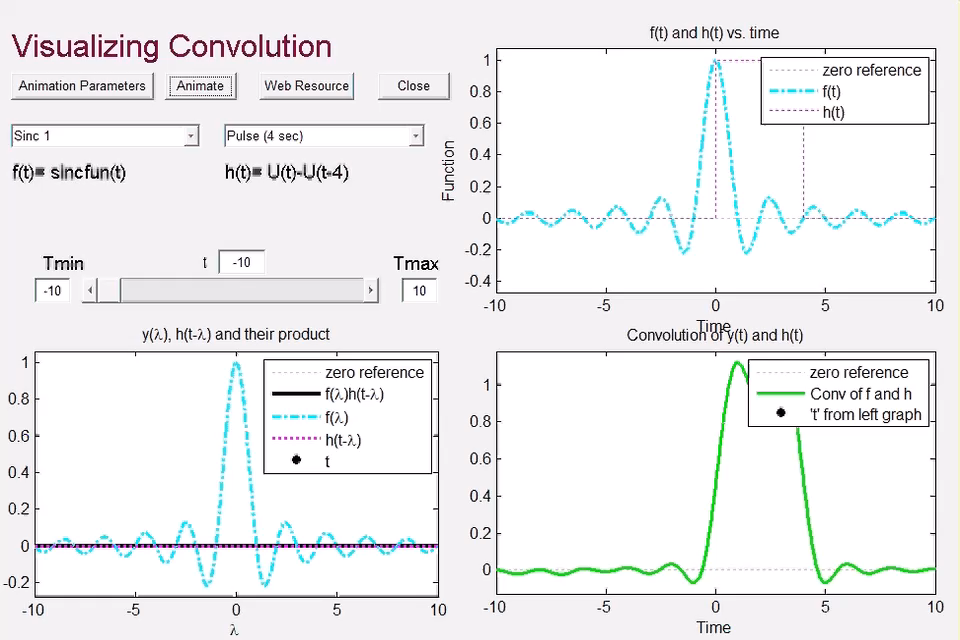 Visualizing Convolution
Animation Parameters
Animate
Web Resource
Close
Sinc 1
Pulse (4 sec)
f(t)= sincfun(t)
h(t)= U(t)-U(t-4)
t
-10
Tmin
Tmax
-10
10
f(t) and h(t) vs. time
zero reference
f(t)
h(t)
Function
1
0.8
0.6
0.4
0.2
0
-0.2
-0.4
-10
-5
0
5
10
Time
y(λ), h(t-λ) and their product
zero reference
f(λ)h(t-λ)
f(λ)
h(t-λ)
t
1
0.8
0.6
0.4
0.2
0
-0.2
-10
-5
0
5
10
λ
Convolution of y(t) and h(t)
zero reference
Conv of f and h
't' from left graph
1
0.8
0.6
0.4
0.2
0
-10
-5
0
5
10
Time